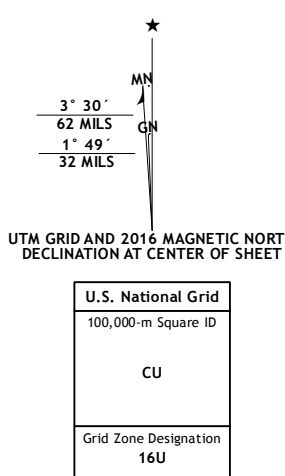 MN
3° 30´
62 MILS
GN
1° 49´
32 MILS
UTM GRID AND 2016 MAGNETIC NORT
DECLINATION AT CENTER OF SHEET
U.S. National Grid
100,000-m Square ID
CU
Grid Zone Designation
16U